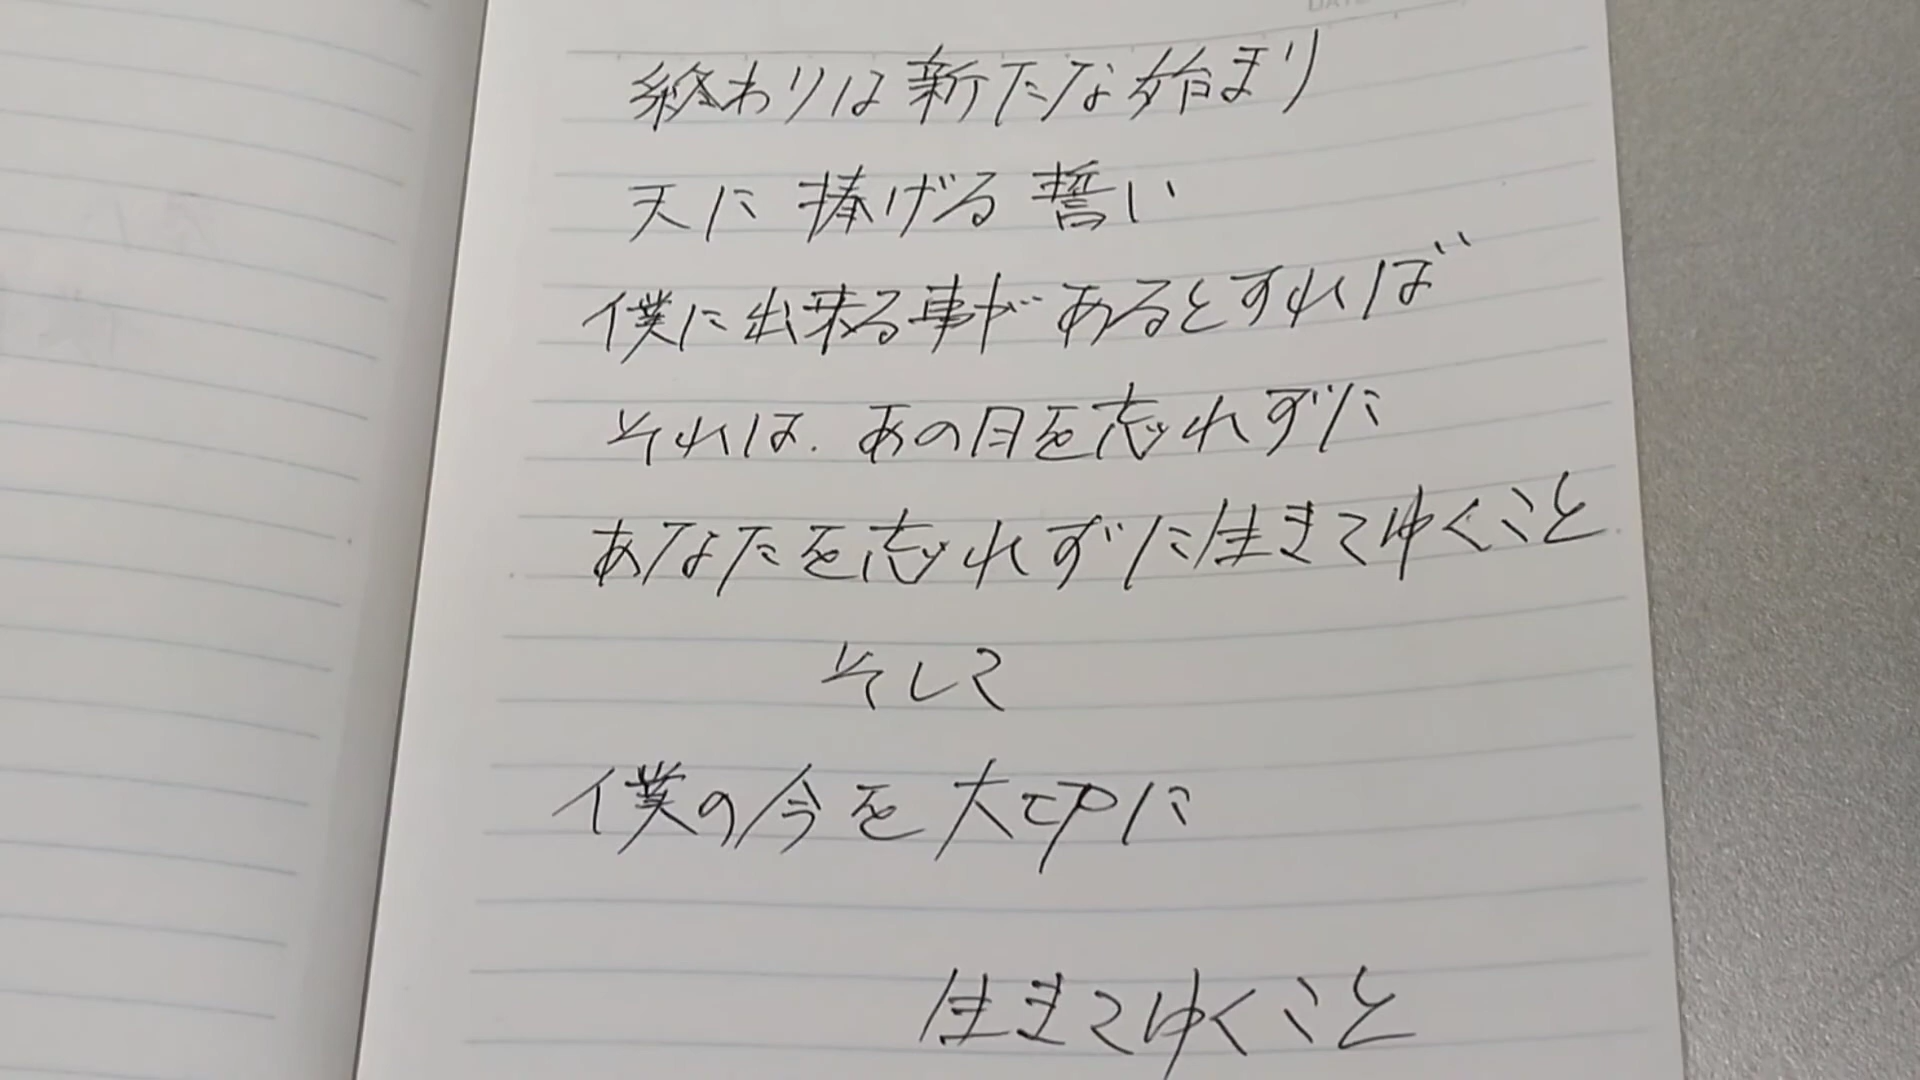 終わりは新たな始まり
天に捧げる誓い
僕に出来る事があるとすれば
それは、あの日を忘れずに
あなたを忘れずに生きてゆくこと
そして
僕の今を大切に
生きてゆくこと